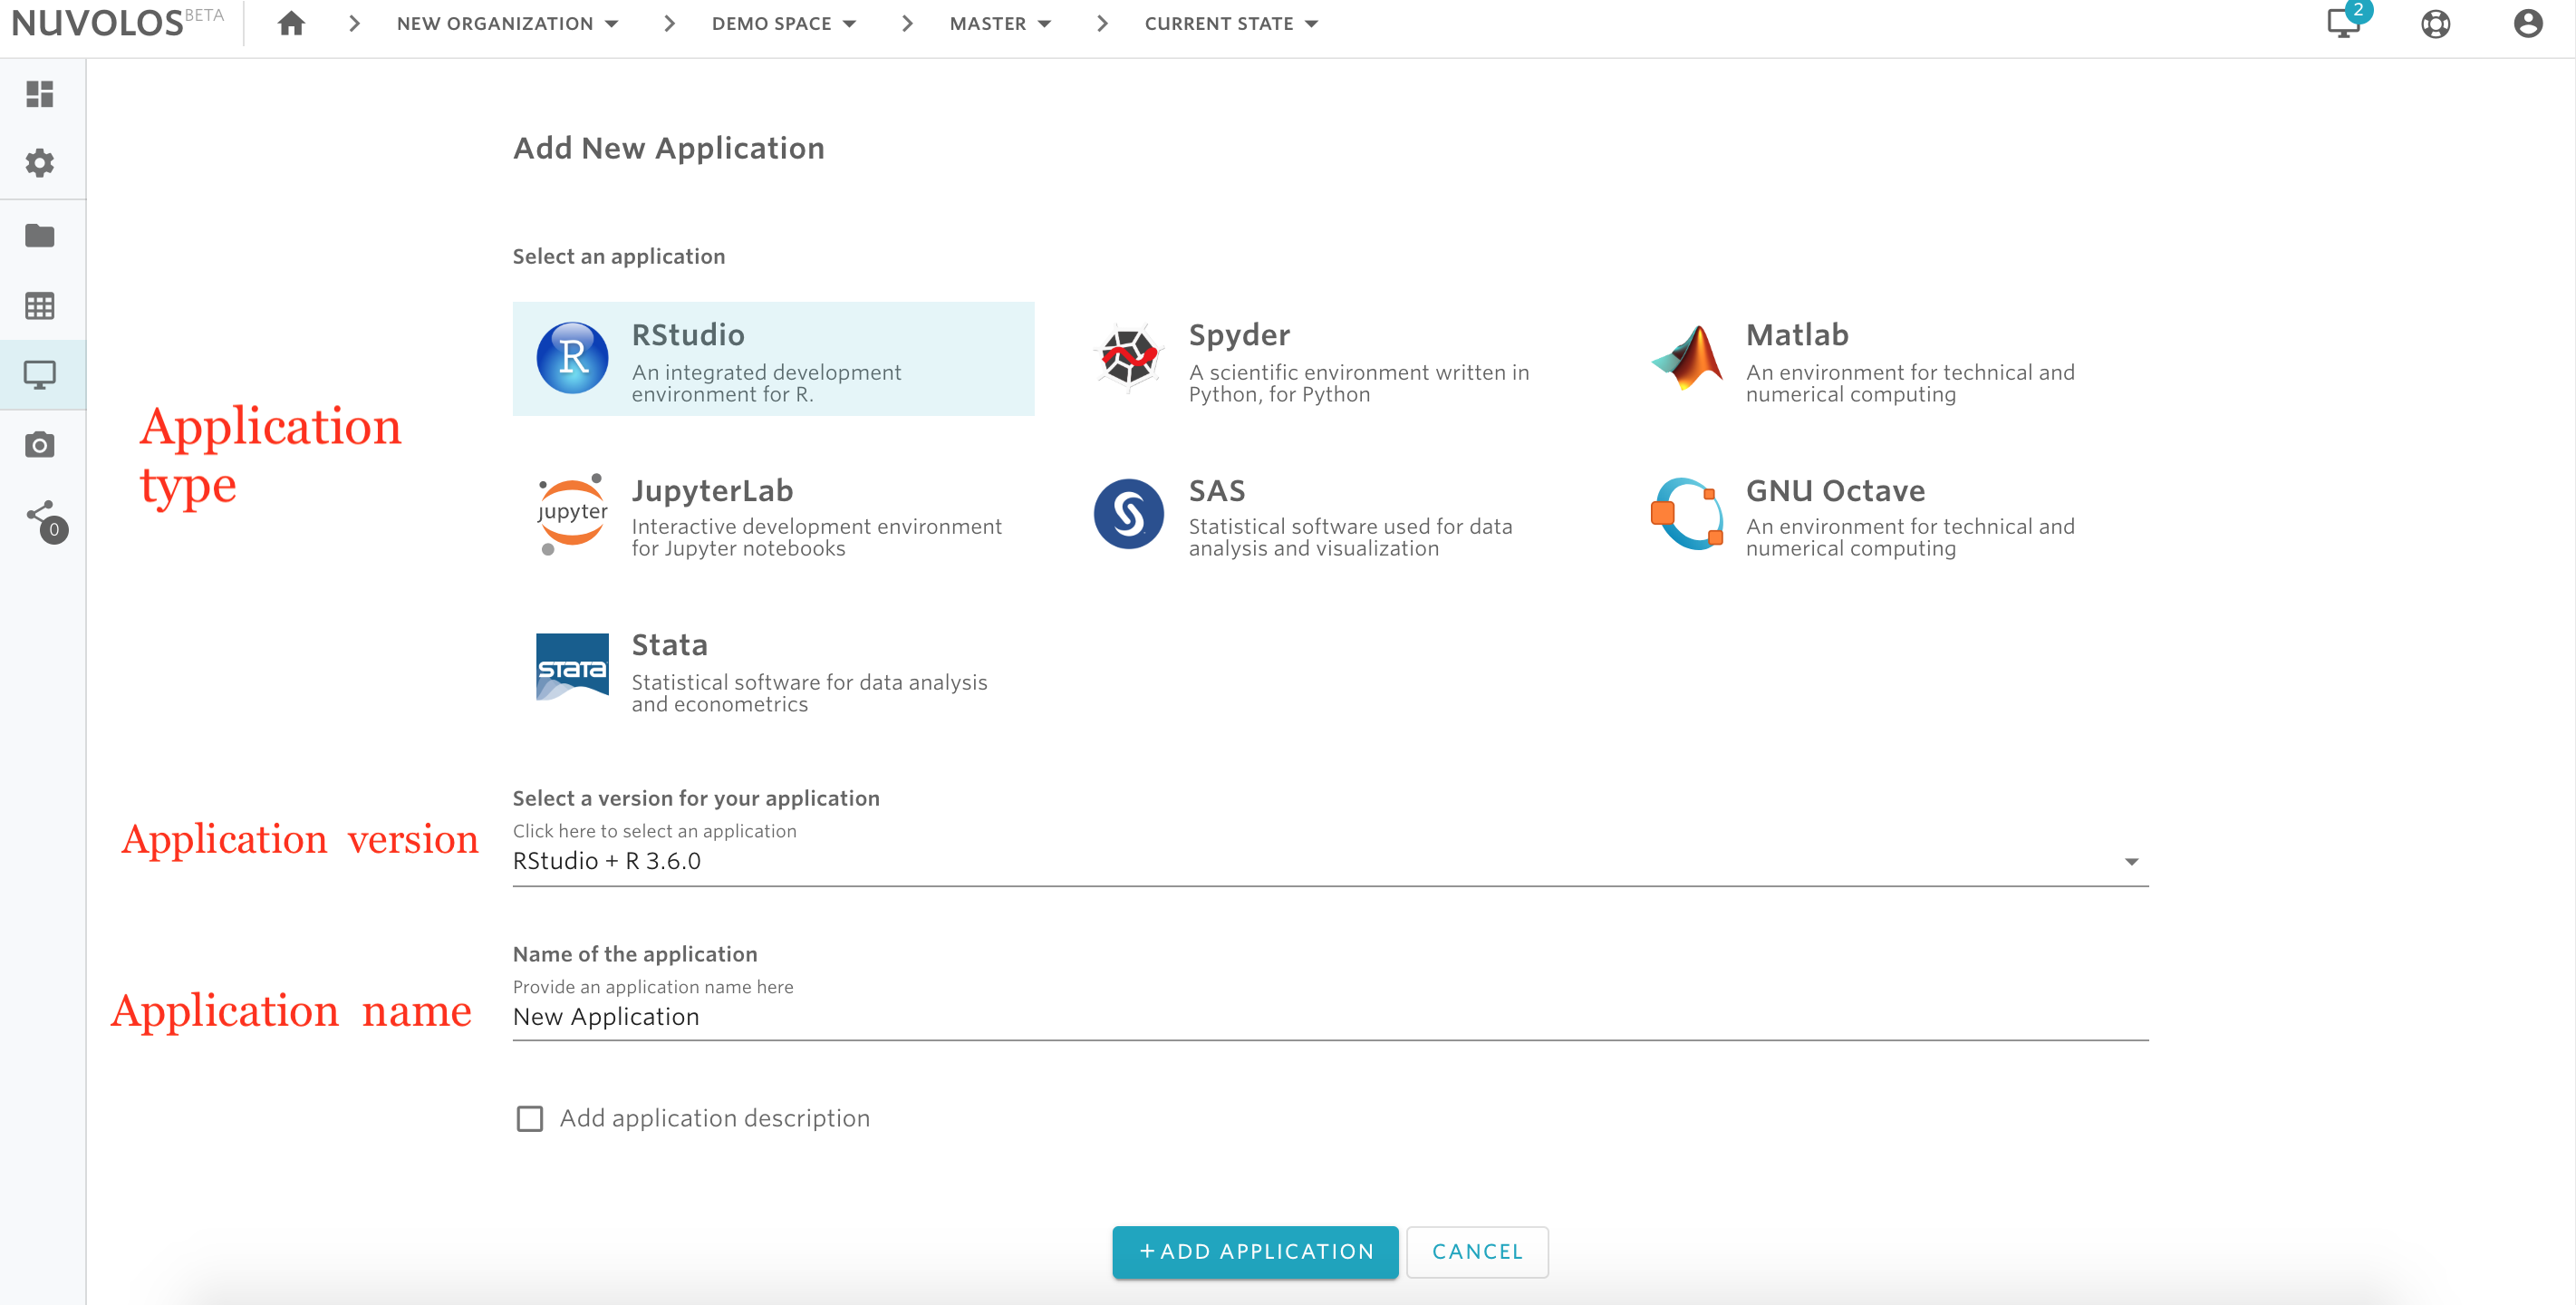 NUVOLOS BETA
NEW ORGANIZATION
DEMO SPACE
MASTER
CURRENT STATE
2
0
Add New Application
Select an application
Application
type
R
RStudio
An integrated development
environment for R.
Spyder
A scientific environment written in
Python, for Python
Matlab
An environment for technical and
numerical computing
jupyter
JupyterLab
Interactive development environment
for Jupyter notebooks
S
SAS
Statistical software used for data
analysis and visualization
GNU Octave
An environment for technical and
numerical computing
STATA
Stata
Statistical software for data analysis
and econometrics
Application version
Select a version for your application
Click here to select an application
RStudio + R 3.6.0
Application name
Name of the application
Provide an application name here
New Application
Add application description
+ ADD APPLICATION
CANCEL